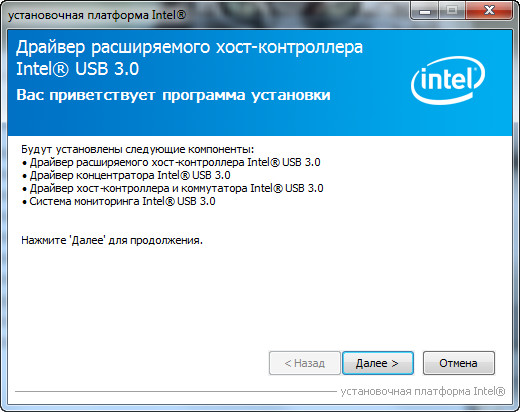 установочная платформа Intel®
Драйвер расширяемого хост-контроллера
Intel® USB 3.0
Вас приветствует программа установки
intel
Будут установлены следующие компоненты:
• Драйвер расширяемого хост-контроллера Intel® USB 3.0
• Драйвер концентратора Intel® USB 3.0
• Драйвер хост-контроллера и коммутатора Intel® USB 3.0
• Система мониторинга Intel® USB 3.0
Нажмите 'Далее' для продолжения.
< Назад Далее > Отмена
установочная платформа Intel®